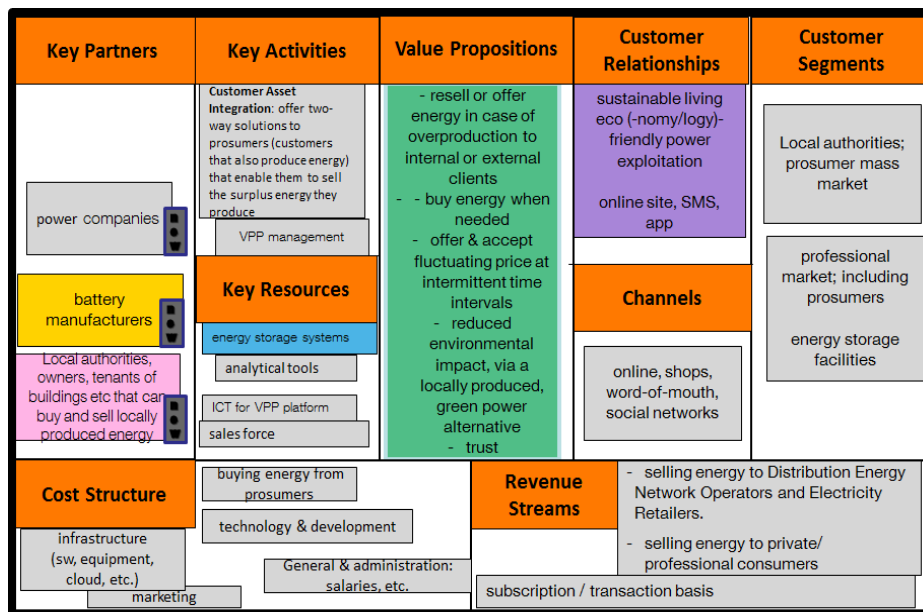 Key Partners
power companies
battery
manufacturers
Local authorities,
owners, tenants of
buildings etc that can
buy and sell locally
produced energy
Key Activities
Customer Asset
Integration: offer two-
way solutions to
prosumers (customers
that also produce energy)
that enable them to sell
the surplus energy they
produce
VPP management
Key Resources
energy storage systems
analytical tools
ICT for VPP platform
sales force
Value Propositions
- resell or offer
energy in case of
overproduction to
internal or external
clients
- - buy energy when
needed
- offer & accept
fluctuating price at
intermittent time
intervals
- reduced
environmental
impact, via a
locally produced,
green power
alternative
- trust
Customer
Relationships
sustainable living
eco (-nomy/logy)-
friendly power
exploitation
online site, SMS,
app
Channels
online, shops,
word-of-mouth,
social networks
Customer
Segments
Local authorities;
prosumer mass
market
professional
market; including
prosumers
energy storage
facilities
Cost Structure
infrastructure
(sw, equipment,
cloud, etc.)
marketing
buying energy from
prosumers
technology & development
General & administration:
salaries, etc.
Revenue
Streams
- selling energy to Distribution Energy
Network Operators and Electricity
Retailers.
- selling energy to private/
professional consumers
subscription / transaction basis